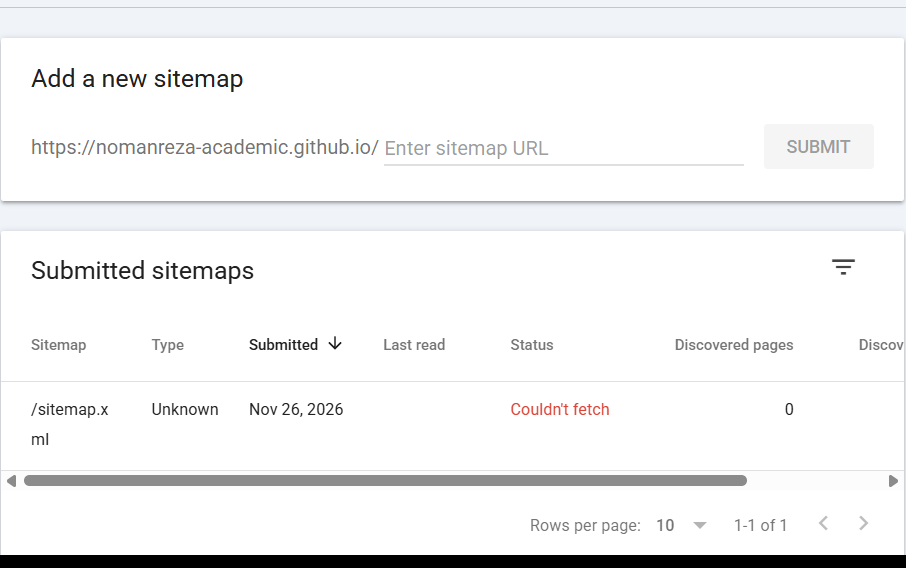 Add a new sitemap
https://nomanreza-academic.github.io/ Enter sitemap URL SUBMIT
Submitted sitemaps
Sitemap Type Submitted Last read Status Discovered pages Discov
/sitemap.x Unknown Nov 26, 2026 Couldn't fetch 0
ml
Rows per page: 10 1-1 of 1